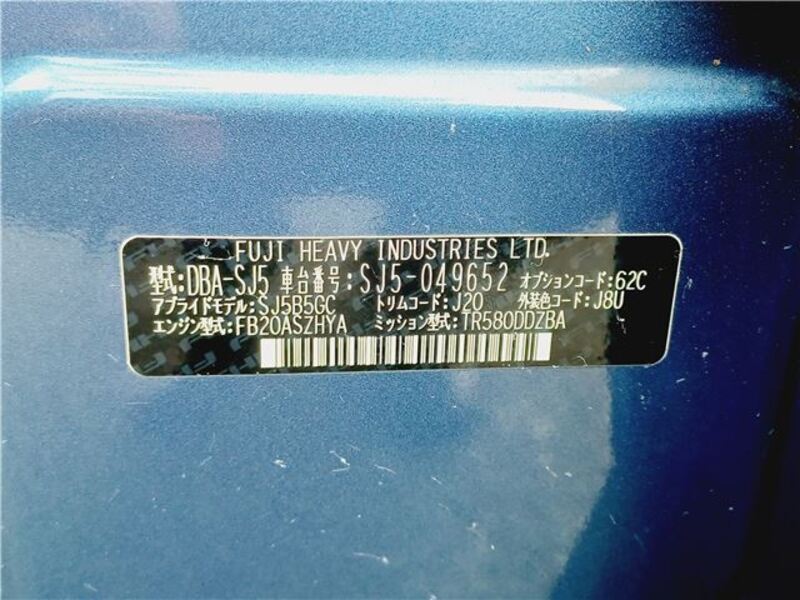 FUJI HEAVY INDUSTRIES LTD.
型式:DBA-SJ5 車台番号:SJ5-049652 オプションコード:62C
アプライドモデル:SJ5B5GC トリムコード:J20 外装色コード:J8U
エンジン型式:FB20ASZHYA ミッション型式:TR580DDZBA